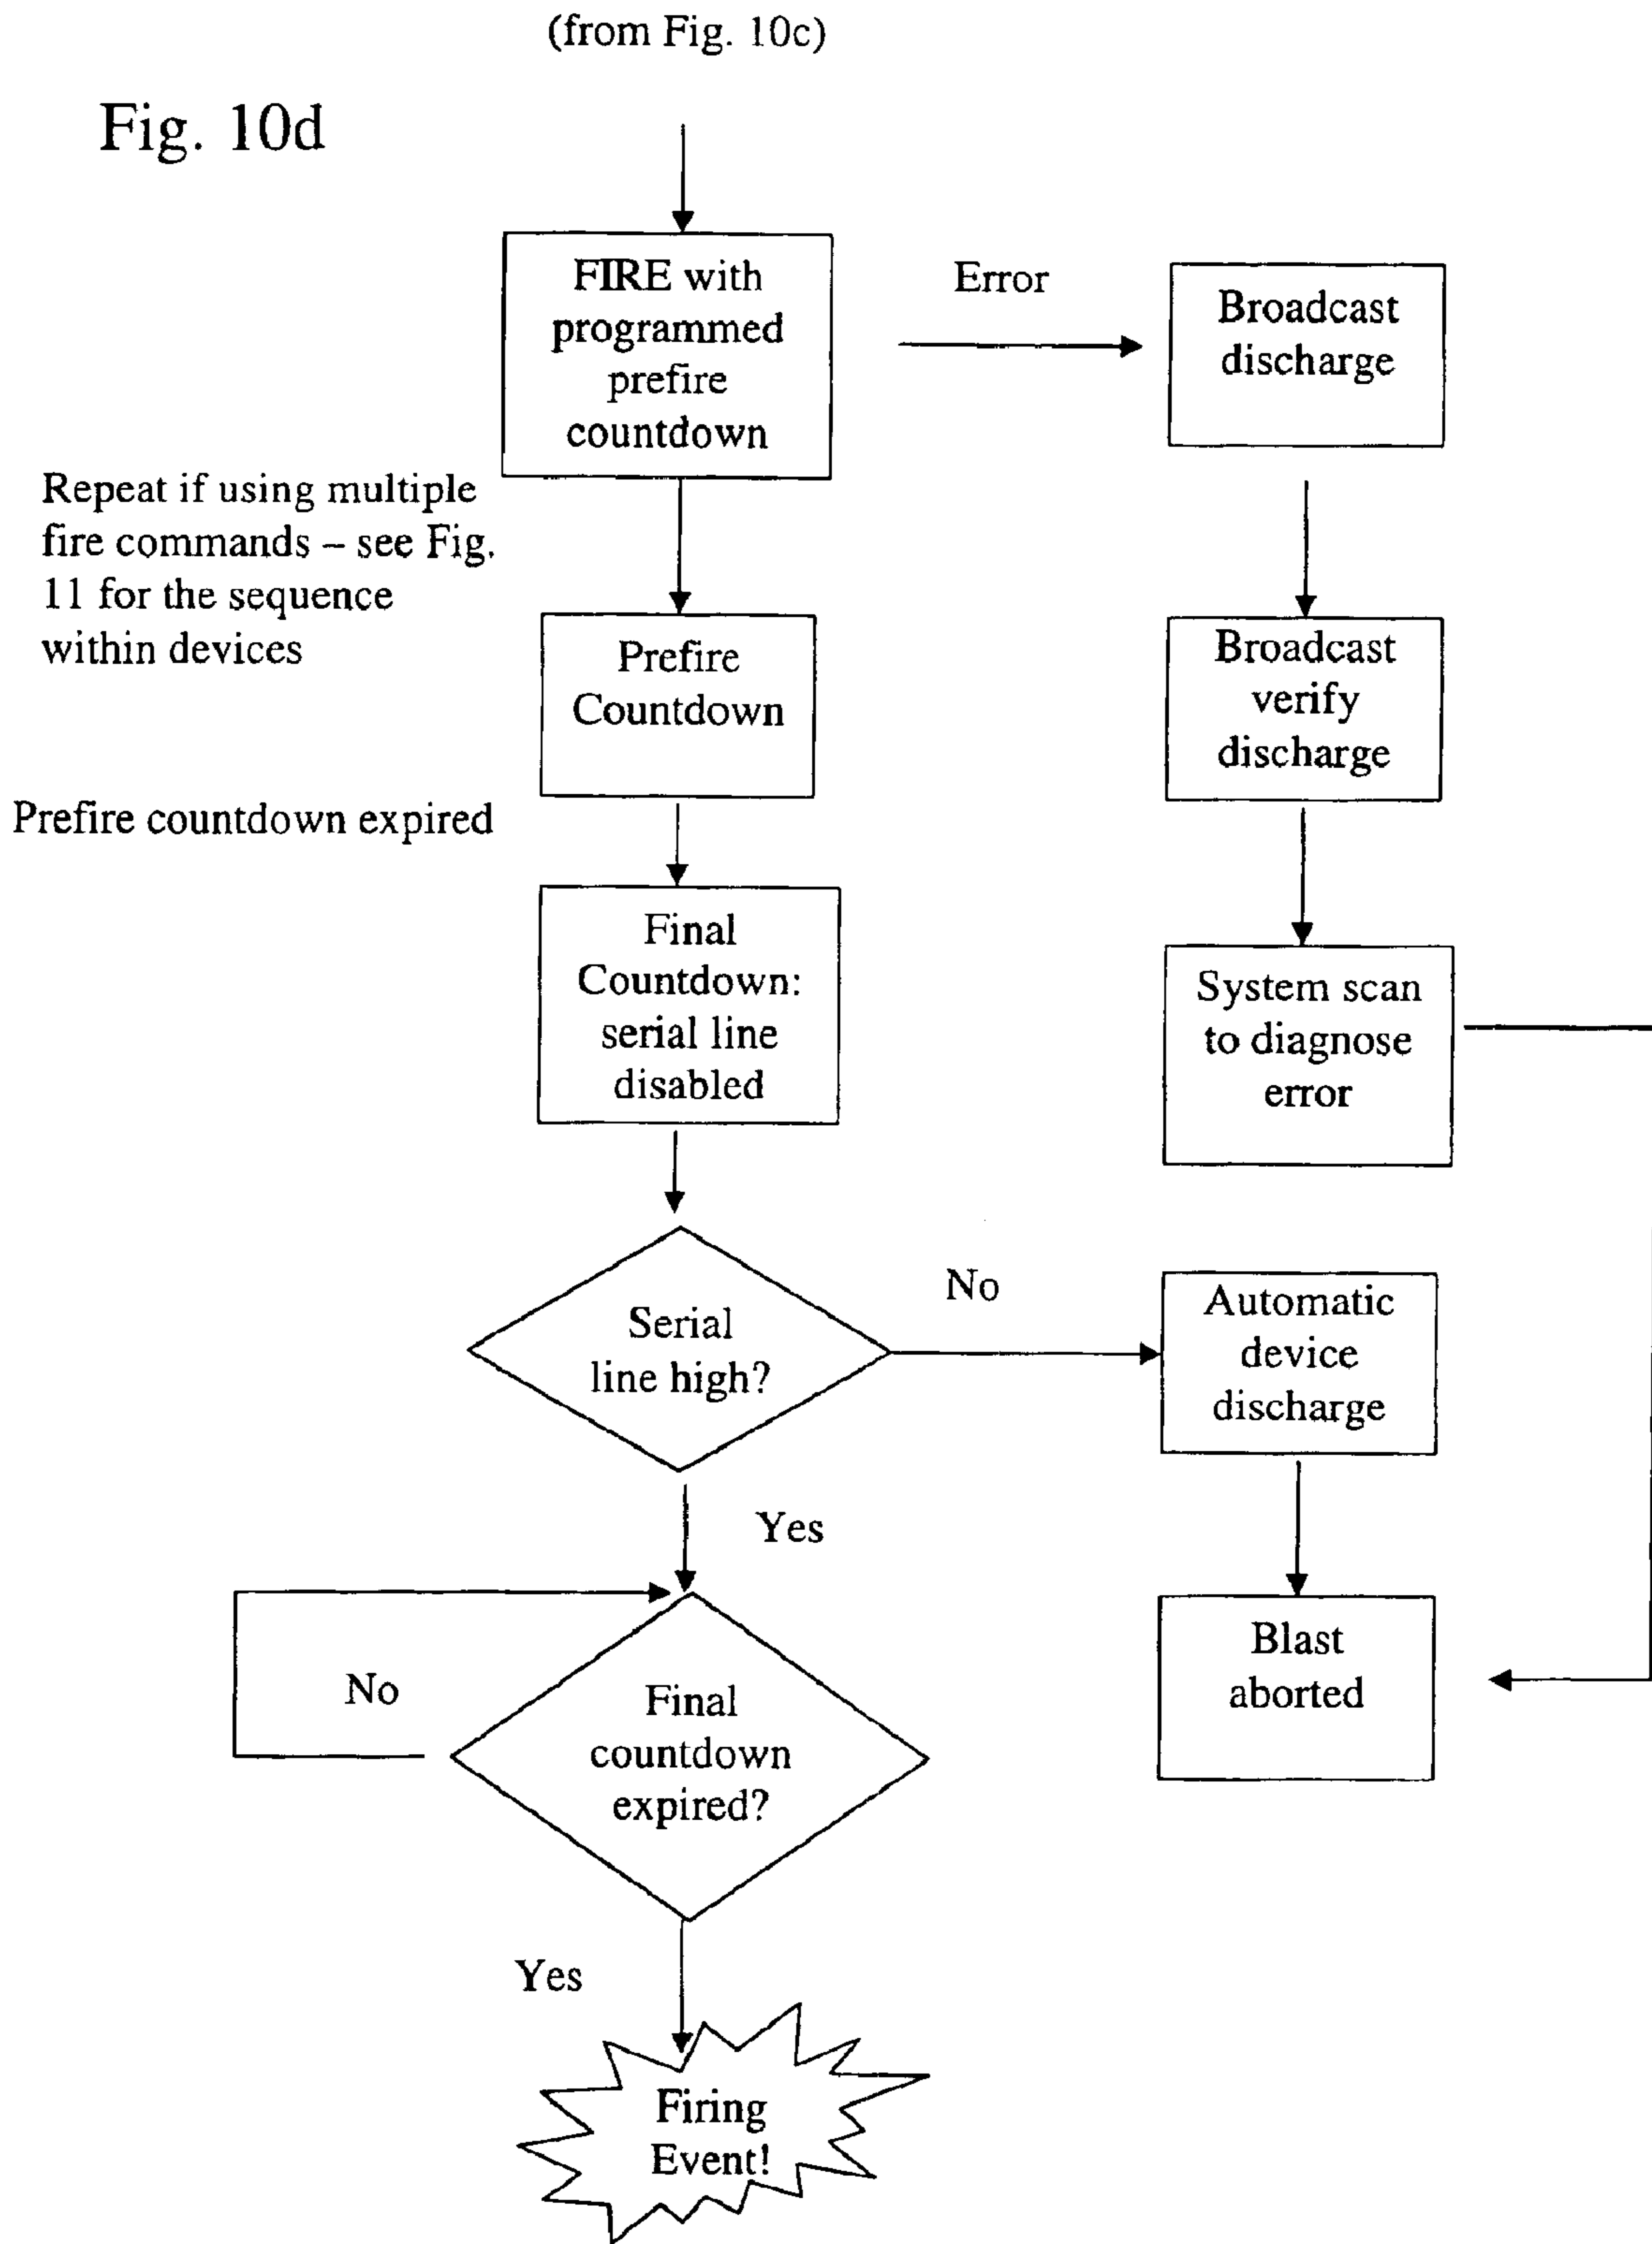 (from Fig. 10c)
Fig. 10d
FIRE with
programmed
prefire
countdown
Error
Broadcast
discharge
Repeat if using multiple
fire commands – see Fig.
11 for the sequence
within devices
Prefire
Countdown
Broadcast
verify
discharge
Prefire countdown expired
Final
Countdown:
serial line
disabled
System scan
to diagnose
error
Serial
line high?
No
Automatic
device
discharge
Yes
Blast
aborted
No
Final
countdown
expired?
Yes
Firing
Event!